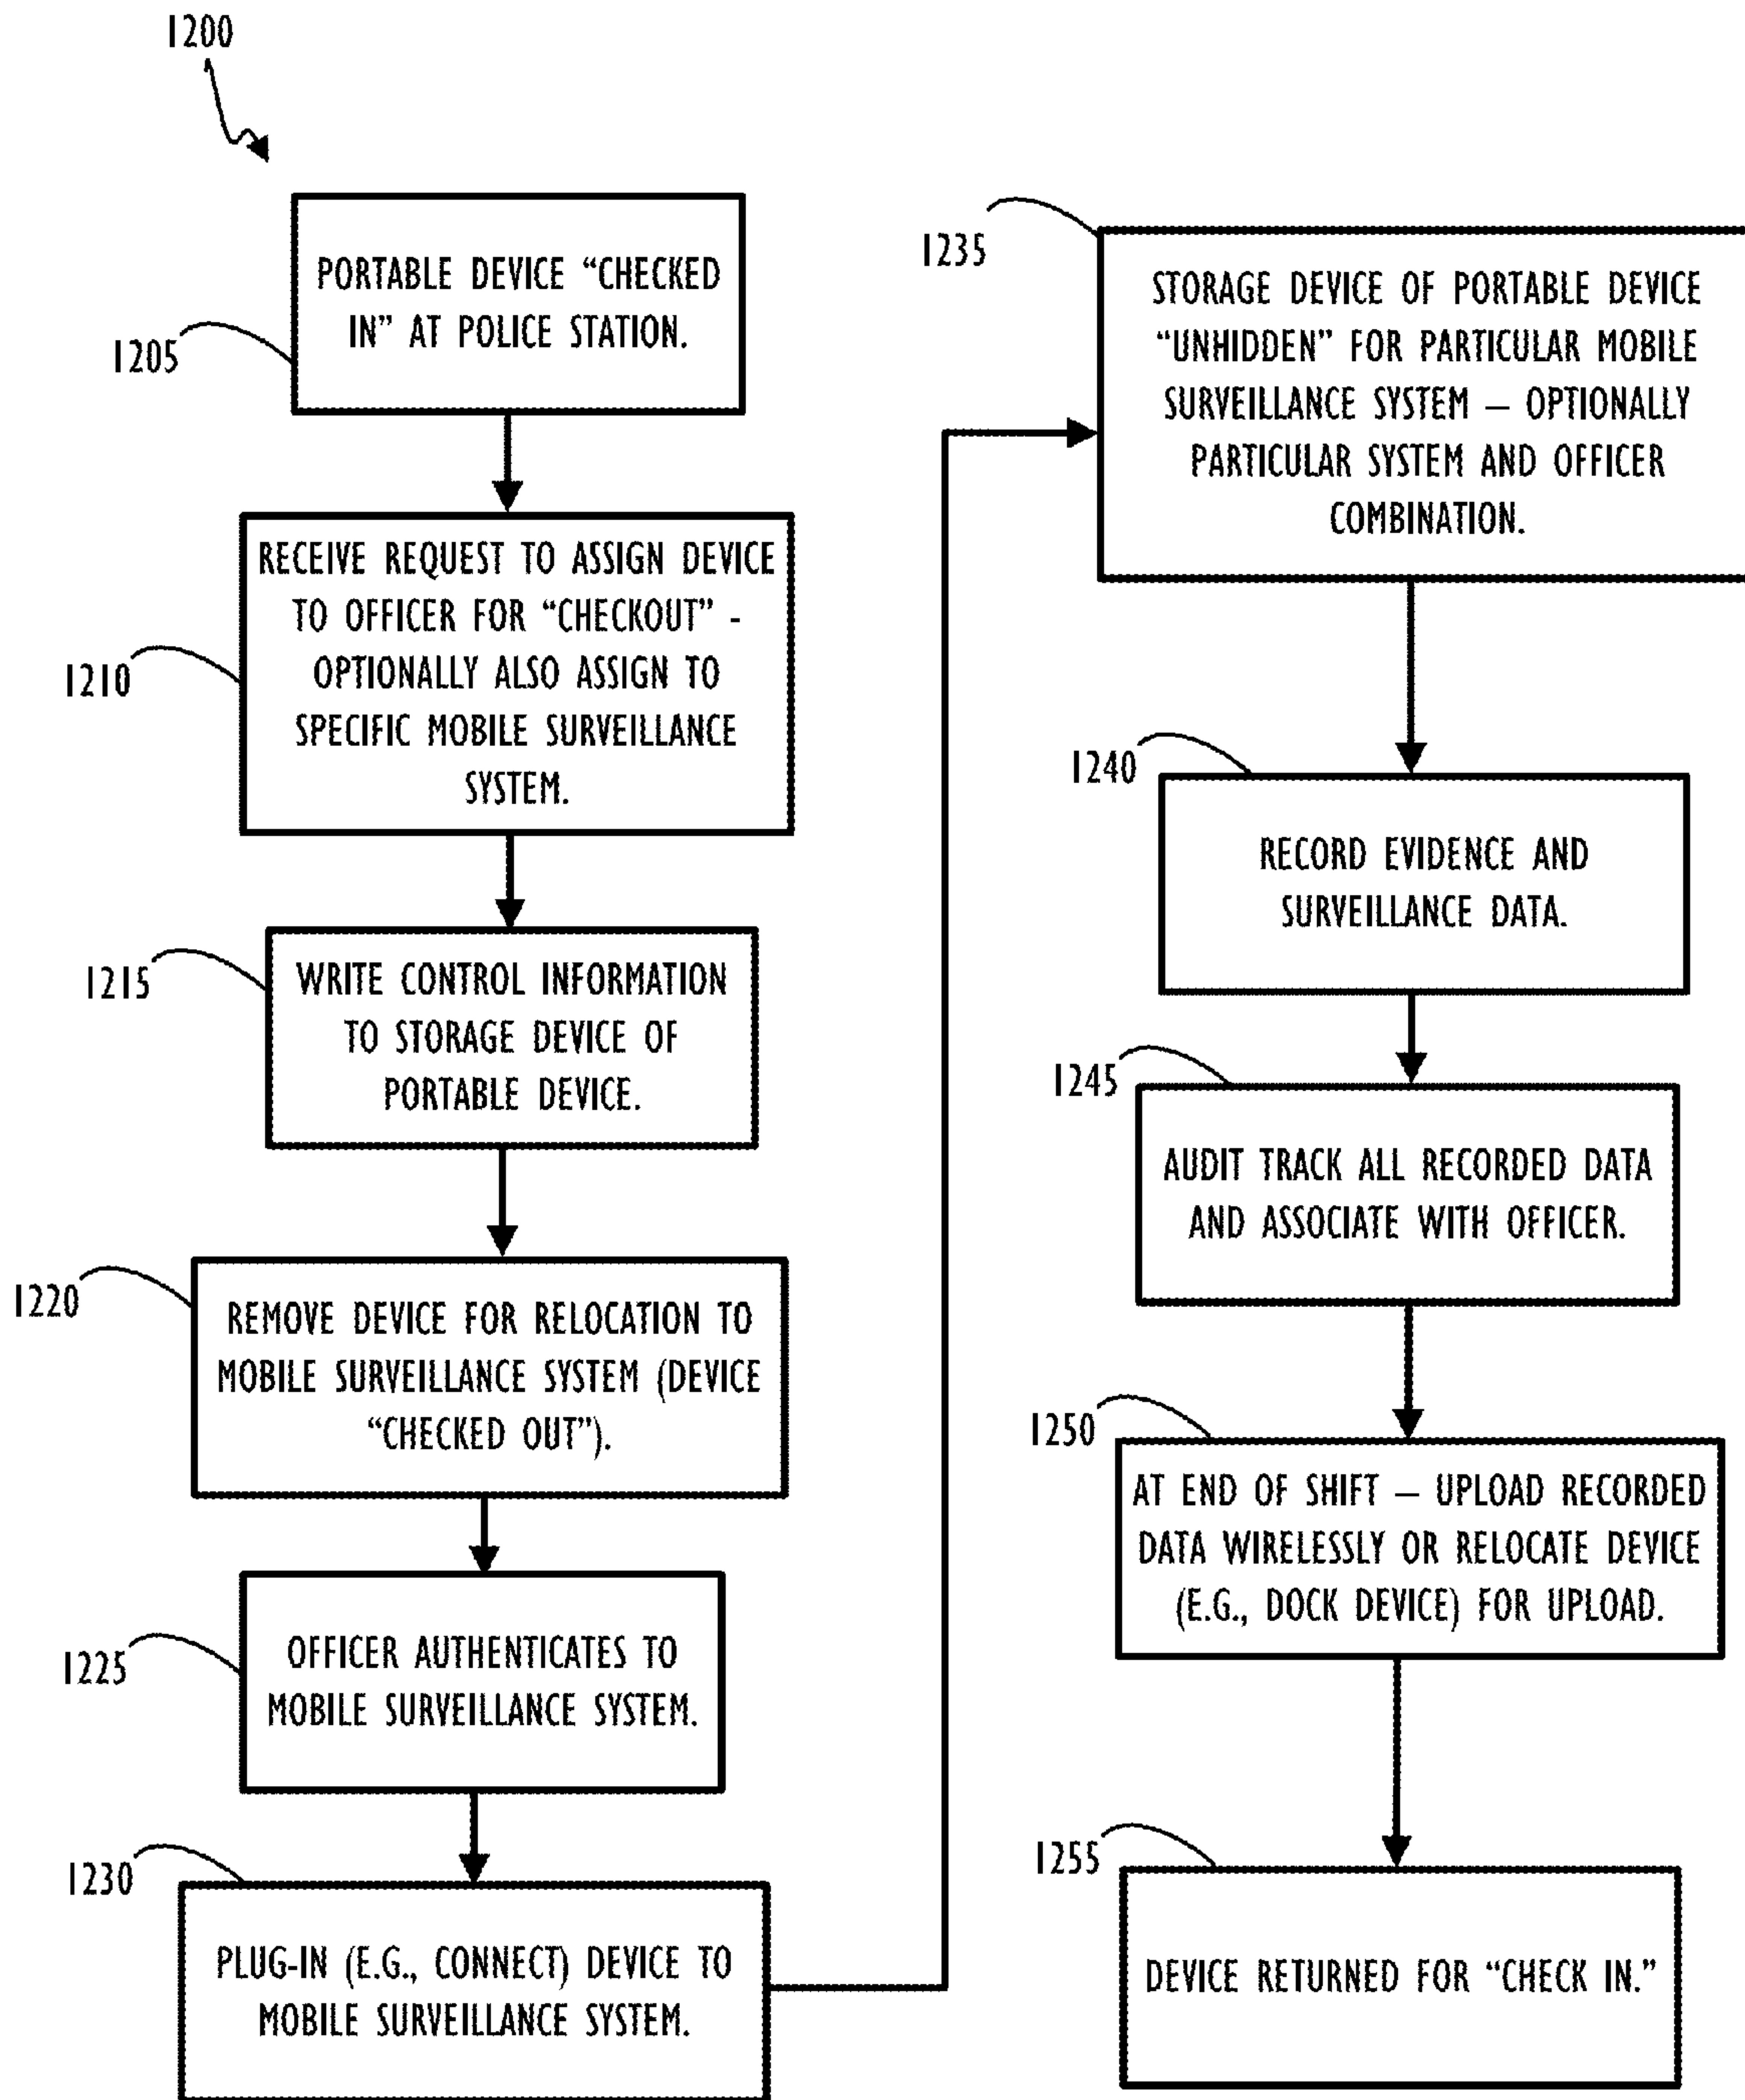 1200
1205
PORTABLE DEVICE “CHECKED
IN” AT POLICE STATION.
1210
RECEIVE REQUEST TO ASSIGN DEVICE
TO OFFICER FOR “CHECKOUT” -
OPTIONALLY ALSO ASSIGN TO
SPECIFIC MOBILE SURVEILLANCE
SYSTEM.
1215
WRITE CONTROL INFORMATION
TO STORAGE DEVICE OF
PORTABLE DEVICE.
1220
REMOVE DEVICE FOR RELOCATION TO
MOBILE SURVEILLANCE SYSTEM (DEVICE
“CHECKED OUT”).
1225
OFFICER AUTHENTICATES TO
MOBILE SURVEILLANCE SYSTEM.
1230
PLUG-IN (E.G., CONNECT) DEVICE TO
MOBILE SURVEILLANCE SYSTEM.
1235
STORAGE DEVICE OF PORTABLE DEVICE
“UNHIDDEN” FOR PARTICULAR MOBILE
SURVEILLANCE SYSTEM – OPTIONALLY
PARTICULAR SYSTEM AND OFFICER
COMBINATION.
1240
RECORD EVIDENCE AND
SURVEILLANCE DATA.
1245
AUDIT TRACK ALL RECORDED DATA
AND ASSOCIATE WITH OFFICER.
1250
AT END OF SHIFT – UPLOAD RECORDED
DATA WIRELESSLY OR RELOCATE DEVICE
(E.G., DOCK DEVICE) FOR UPLOAD.
1255
DEVICE RETURNED FOR “CHECK IN.”